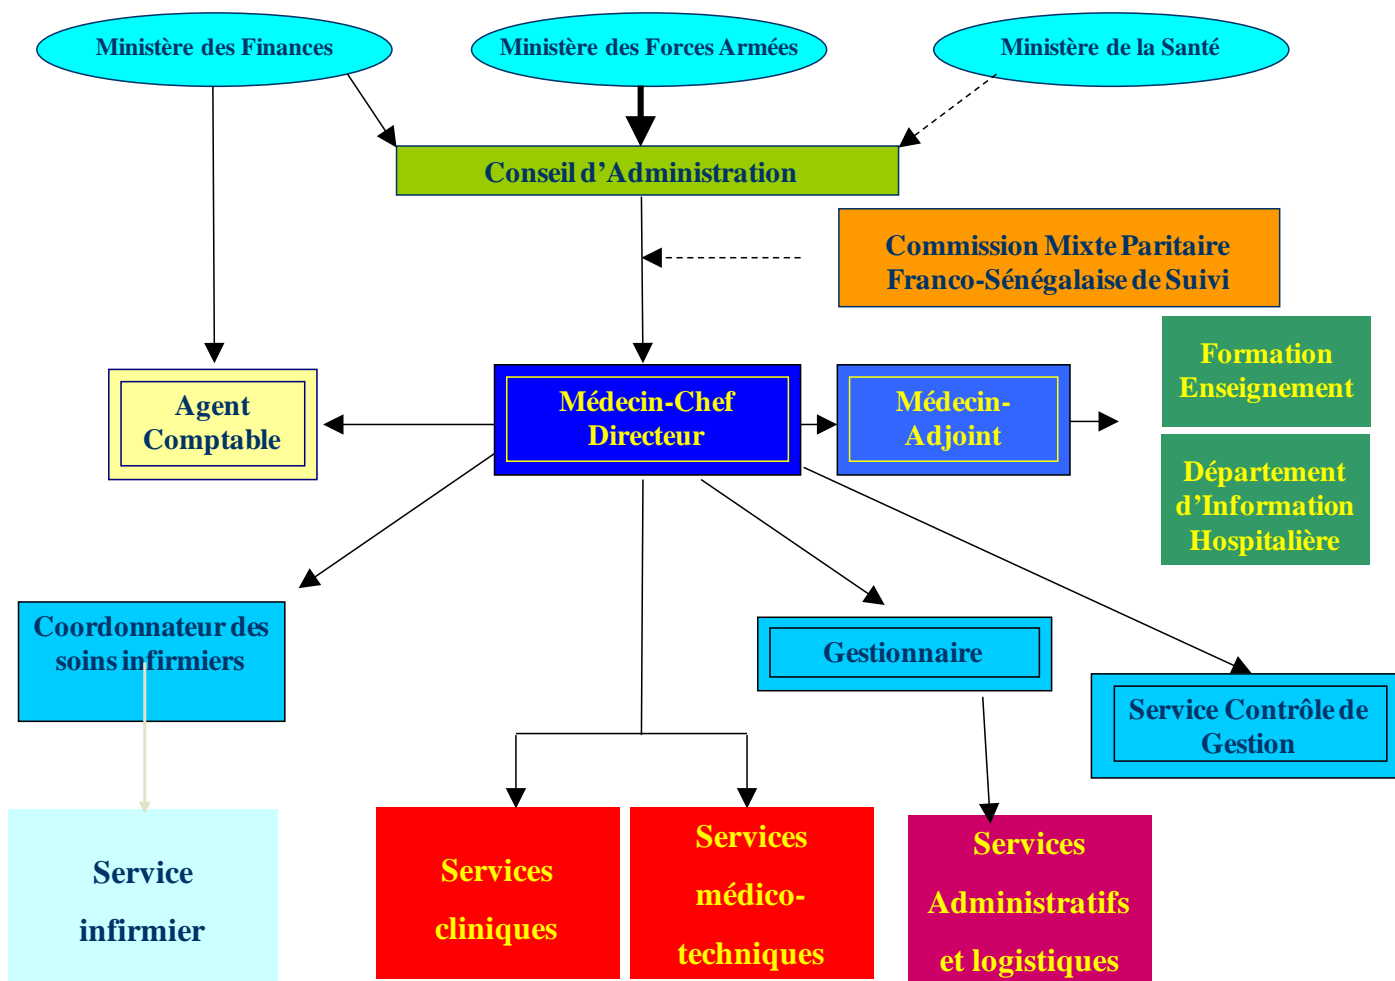 Ministère des Finances
Ministère des Forces Armées
Ministère de la Santé
Conseil d’Administration
Commission Mixte Paritaire
Franco-Sénégalaise de Suivi
Formation
Enseignement
Agent
Comptable
Médecin-Chef
Directeur
Médecin-
Adjoint
Département
d’Information
Hospitalière
Coordonnateur des
soins infirmiers
Gestionnaire
Service Contrôle de
Gestion
Service
infirmier
Services
cliniques
Services
médico-
techniques
Services
Administratifs
et logistiques